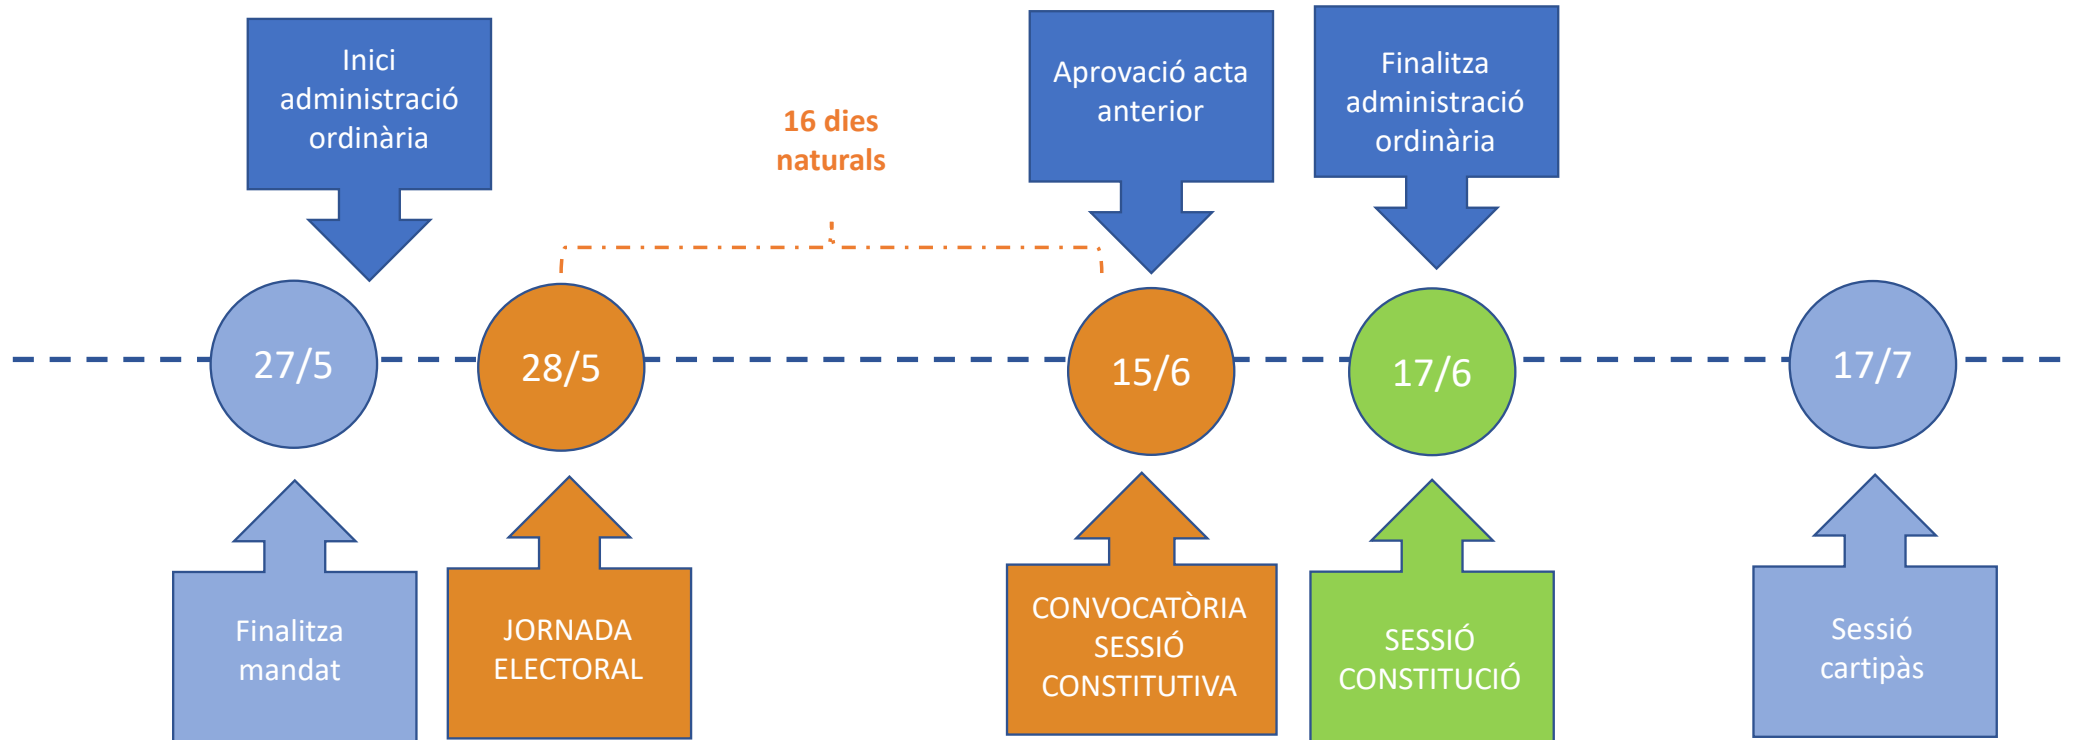 Inici
administració
ordinària
16 dies
naturals
Aprovació acta
anterior
Finalitza
administració
ordinària
27/5
28/5
15/6
17/6
17/7
Finalitza
mandat
JORNADA
ELECTORAL
CONVOCATÒRIA
SESSIÓ
CONSTITUTIVA
SESSIÓ
CONSTITUCIÓ
Sessió
cartipàs